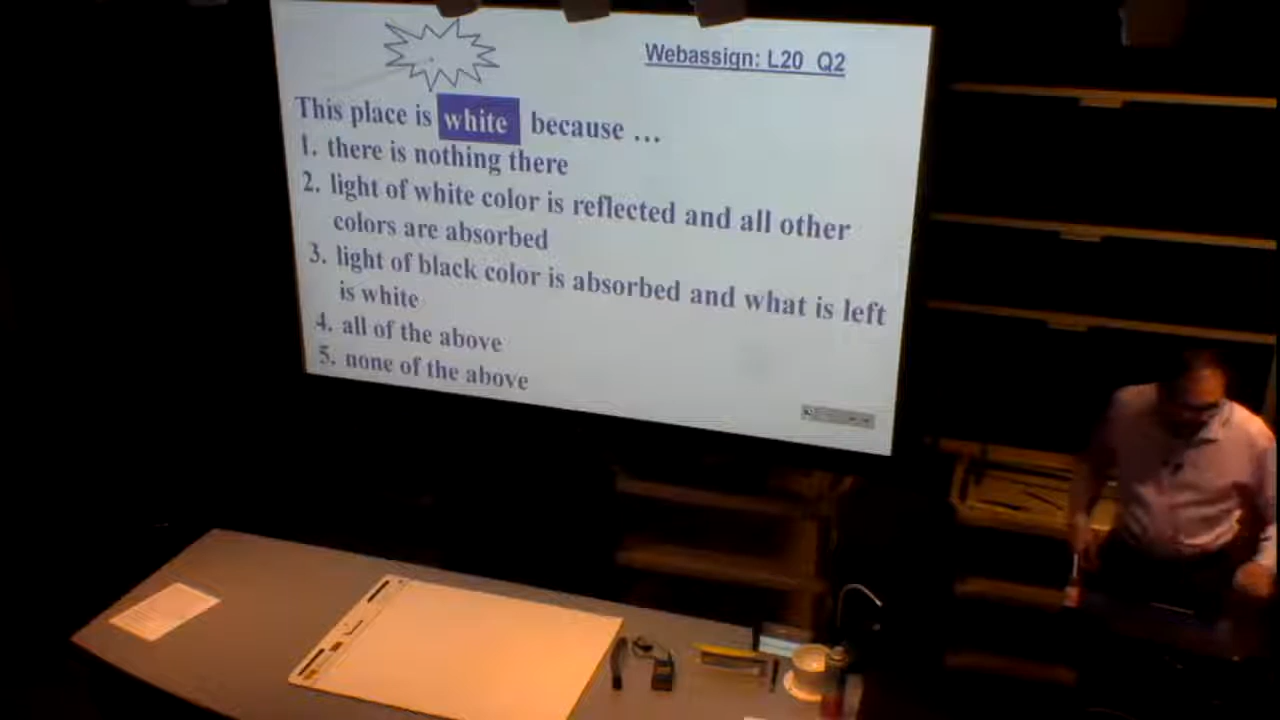 Webassign: L20 Q2
This place is white because ...
1. there is nothing there
2. light of white color is reflected and all other
colors are absorbed
3. light of black color is absorbed and what is left
is white
4. all of the above
5. none of the above